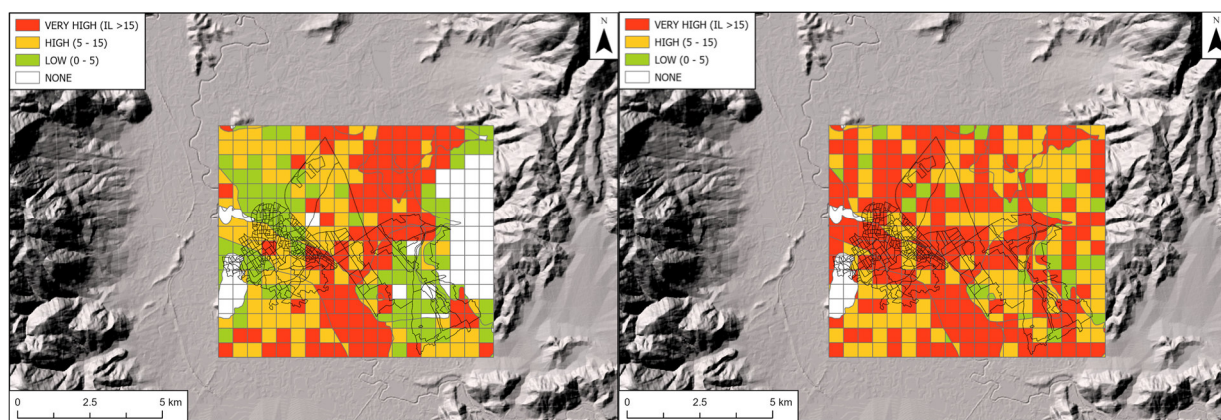 VERY HIGH (IL >15)
HIGH (5 - 15)
LOW (0 - 5)
NONE
N
0 2.5 5 km
VERY HIGH (IL >15)
HIGH (5 - 15)
LOW (0 - 5)
NONE
N
0 2.5 5 km